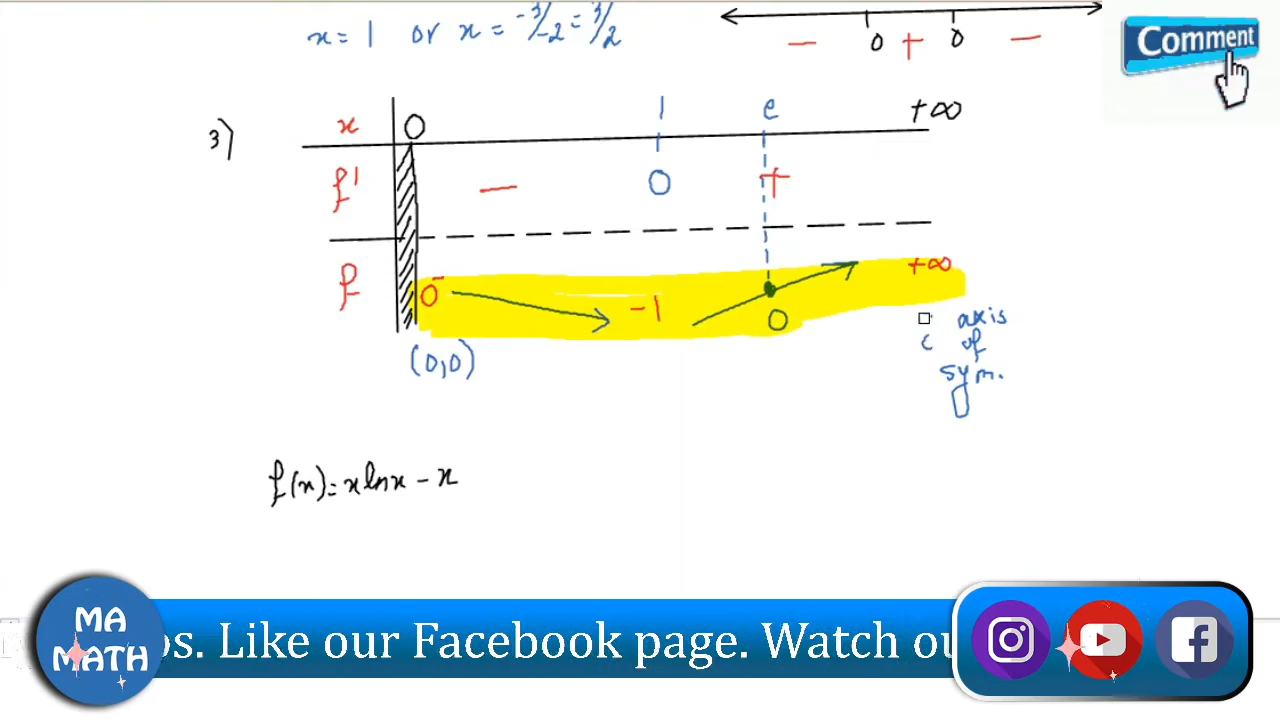 x = 1 or x = -3/-2 = 3/2
- 0 + 0 -
Comment
3)
x 0 1 e +∞
f' - 0 +
f 0⁻ -1 0 +∞
(0,0)
c axis
of
sym.
f(x) = x ln x - x
MA
MATH
os. Like our Facebook page. Watch ou